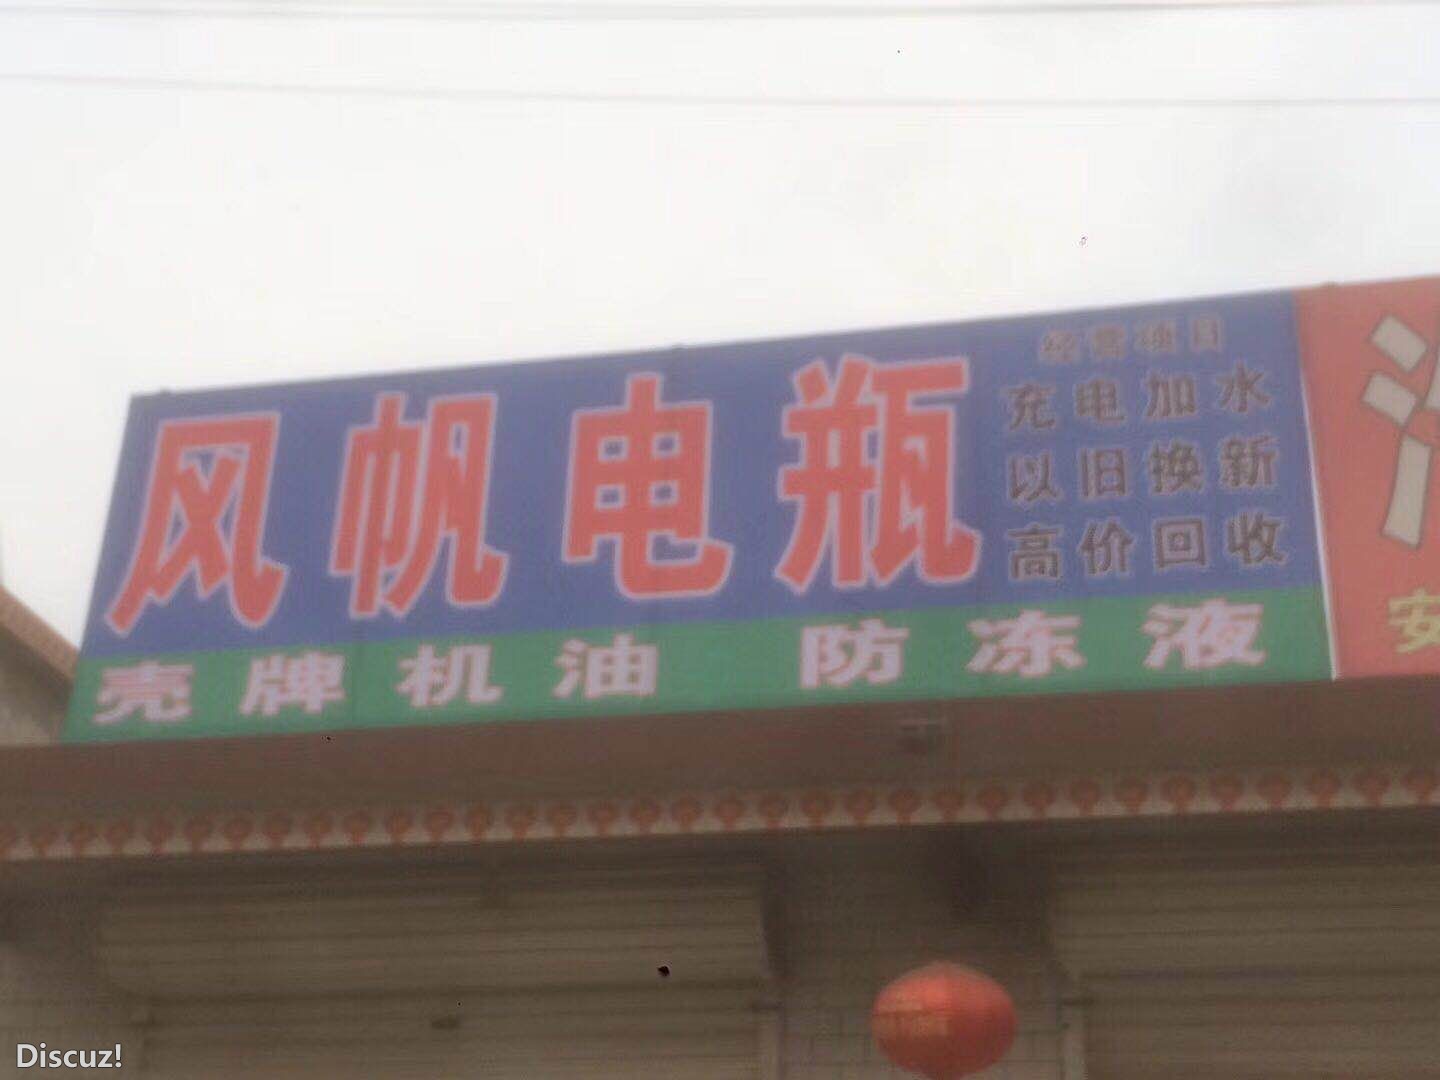 风帆电瓶
经营项目
充电加水
以旧换新
高价回收
壳牌机油 防冻液
安
Discuz!